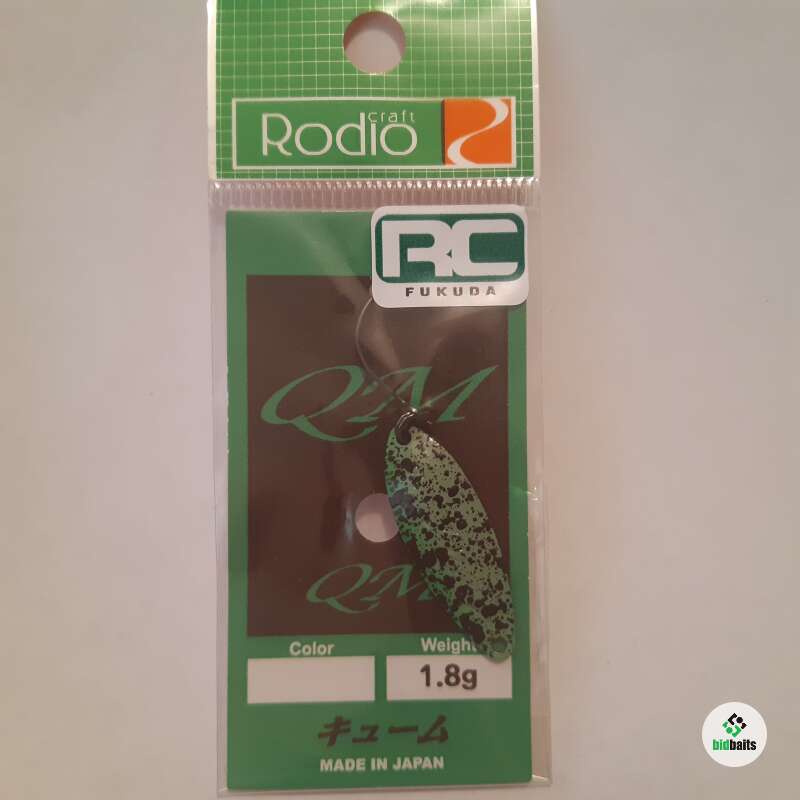 craft
Rodio
RC
FUKUDA
QM
QM
Color Weight
1.8g
キューム
MADE IN JAPAN
bidbaits